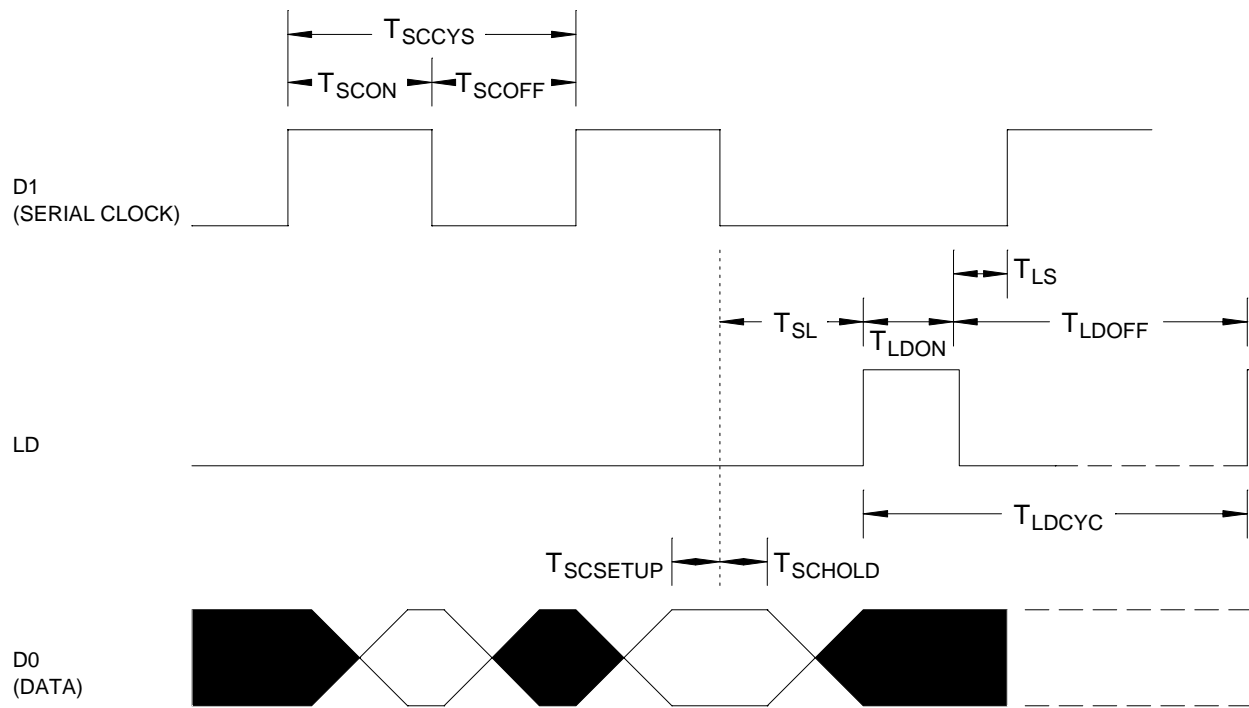 TSCCYS
TSCON
TSCOFF
D1
(SERIAL CLOCK)
TLS
TSL
TLDON
TLDOFF
LD
TLDCYC
TSCSETUP
TSCHOLD
D0
(DATA)